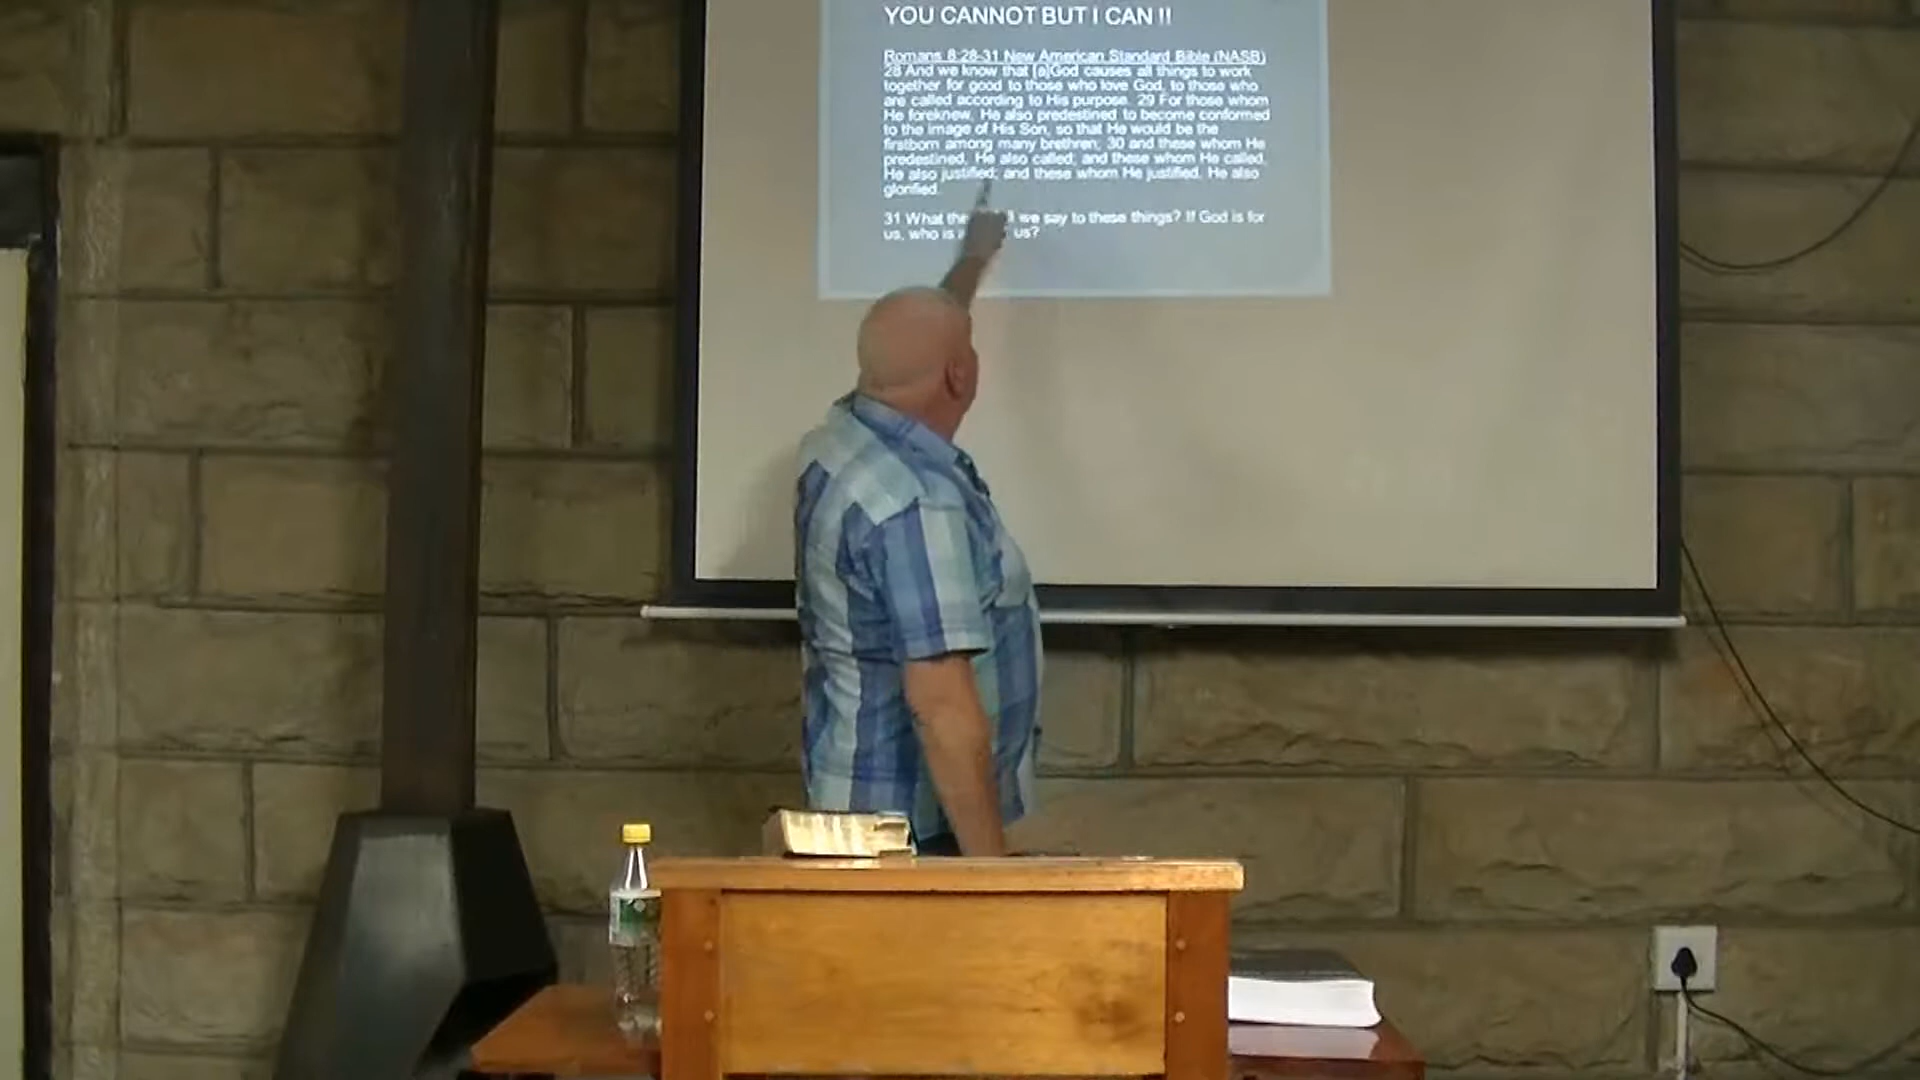 YOU CANNOT BUT I CAN !!
Romans 8:28-31 New American Standard Bible (NASB)
28 And we know that [a]God causes all things to work
together for good to those who love God, to those who
are called according to His purpose. 29 For those whom
He foreknew, He also predestined to become conformed
to the image of His Son, so that He would be the
firstborn among many brethren; 30 and these whom He
predestined, He also called; and these whom He called,
He also justified; and these whom He justified, He also
glorified.
31 What we say to these things? If God is for
us, who is us?